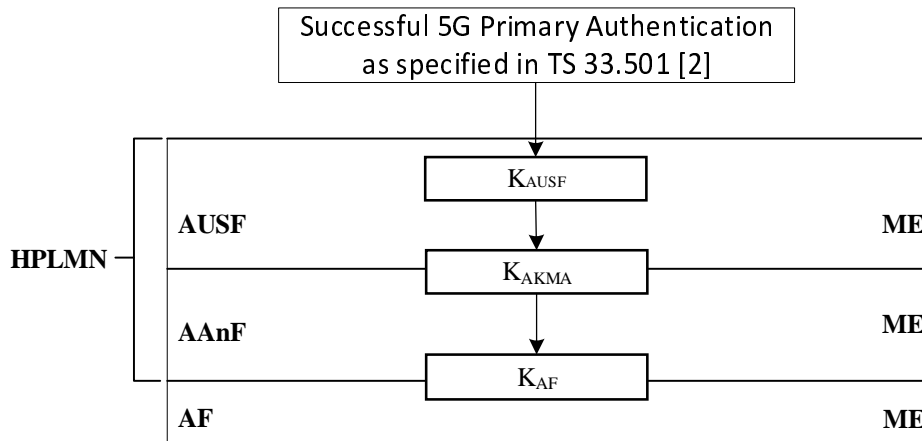 Successful 5G Primary Authentication
as specified in TS 33.501 [2]
KAUSF
AUSF
ME
HPLMN
KAKMA
AAnF
ME
KAF
AF
ME